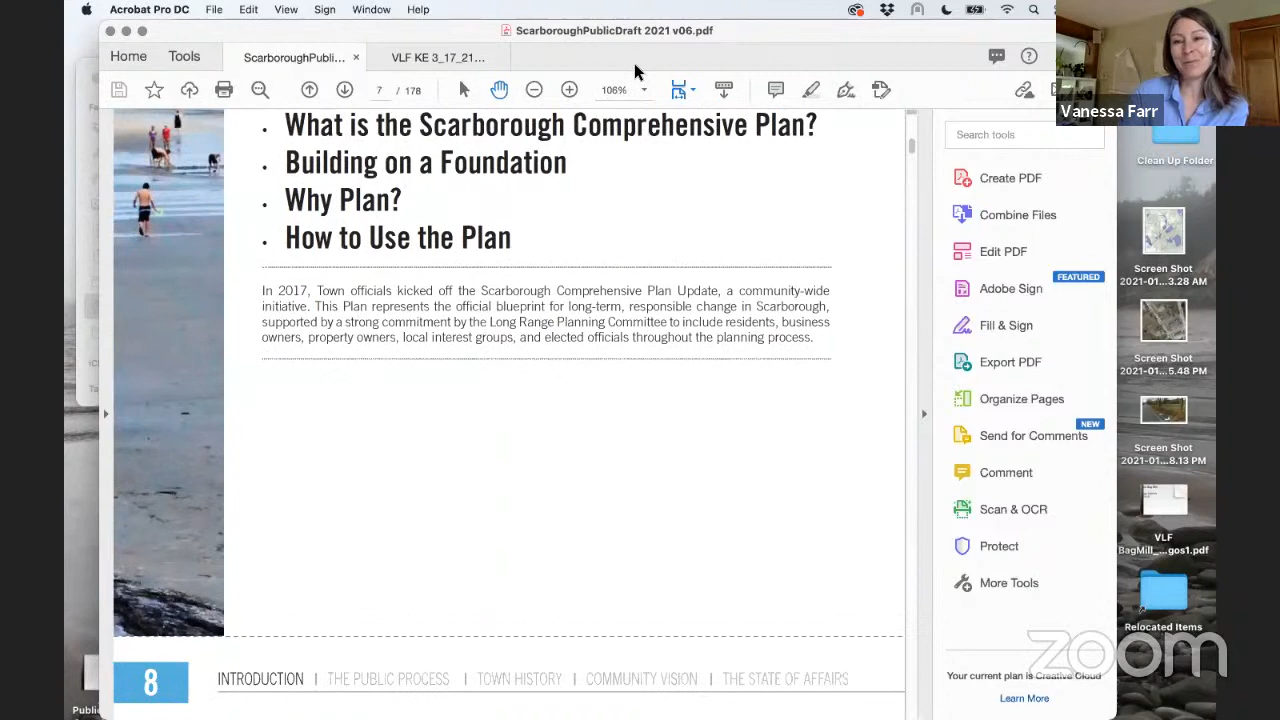 Acrobat Pro DC File Edit View Sign Window Help
ScarboroughPublicDraft 2021 v06.pdf
Home Tools ScarboroughPubli... × VLF KE 3_17_21...
7 / 178 106%
Vanessa Farr
• What is the Scarborough Comprehensive Plan?
• Building on a Foundation
• Why Plan?
• How to Use the Plan
In 2017, Town officials kicked off the Scarborough Comprehensive Plan Update, a community-wide
initiative. This Plan represents the official blueprint for long-term, responsible change in Scarborough,
supported by a strong commitment by the Long Range Planning Committee to include residents, business
owners, property owners, local interest groups, and elected officials throughout the planning process.
8 INTRODUCTION | THE PUBLIC PROCESS | TOWN HISTORY | COMMUNITY VISION | THE STATE OF AFFAIRS
Search tools
Create PDF
Combine Files
Edit PDF
FEATURED
Adobe Sign
Fill & Sign
Export PDF
Organize Pages
NEW
Send for Comments
Comment
Scan & OCR
Protect
More Tools
Your current plan is Creative Cloud
Learn More
Clean Up Folder
Screen Shot
2021-01...3.28 AM
Screen Shot
2021-01...5.48 PM
Screen Shot
2021-01...8.13 PM
VLF
BagMill_...gos1.pdf
Relocated Items
zoom
Public